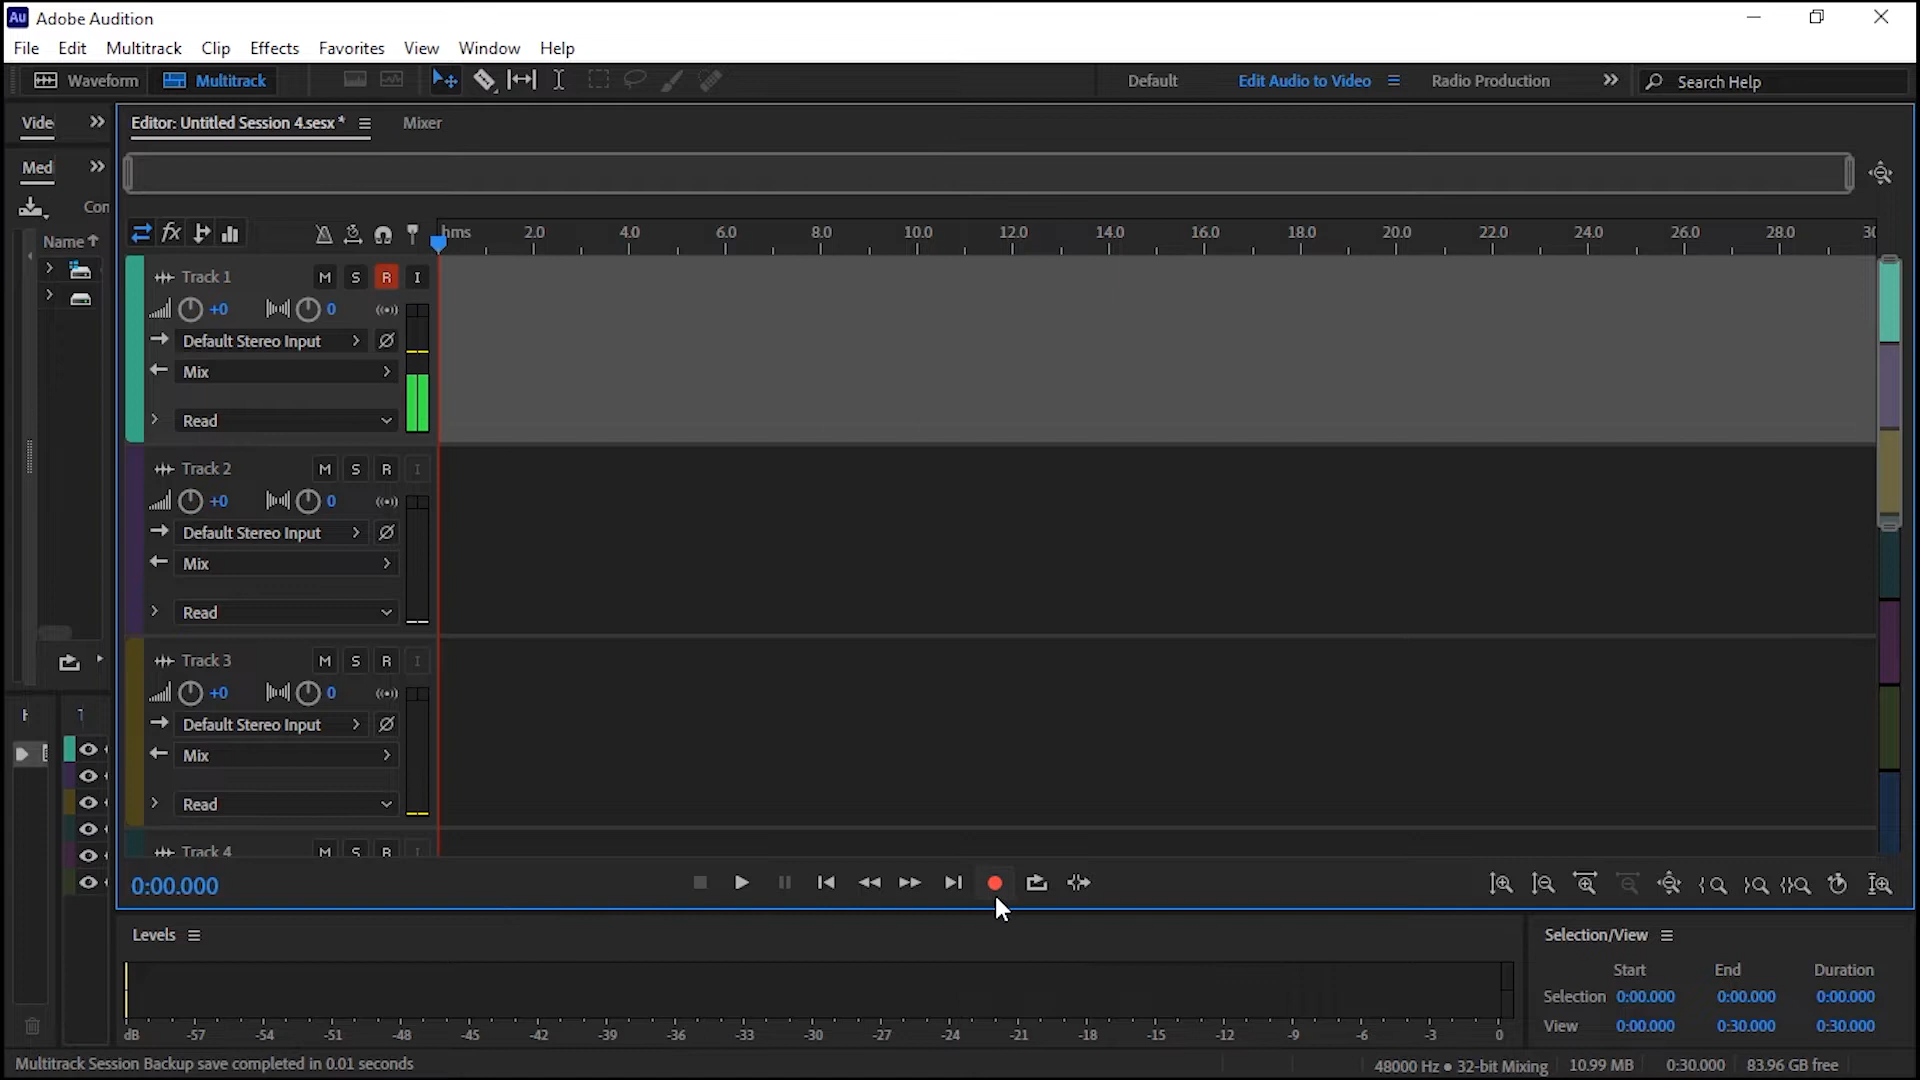 Au Adobe Audition
File Edit Multitrack Clip Effects Favorites View Window Help
Waveform Multitrack Default Edit Audio to Video Radio Production Search Help
Vide Editor: Untitled Session 4.sesx * Mixer
Med
Con
Name
fx hms 2.0 4.0 6.0 8.0 10.0 12.0 14.0 16.0 18.0 20.0 22.0 24.0 26.0 28.0 30
Track 1 M S R I
+0 0
Default Stereo Input
Mix
Read
Track 2 M S R I
+0 0
Default Stereo Input
Mix
Read
Track 3 M S R I
+0 0
Default Stereo Input
Mix
Read
Track 4 M S R I
0:00.000
Levels
dB -57 -54 -51 -48 -45 -42 -39 -36 -33 -30 -27 -24 -21 -18 -15 -12 -9 -6 -3 0
Selection/View
Start End Duration
Selection 0:00.000 0:00.000 0:00.000
View 0:00.000 0:30.000 0:30.000
Multitrack Session Backup save completed in 0.01 seconds
48000 Hz ● 32-bit Mixing 10.99 MB 0:30.000 83.96 GB free